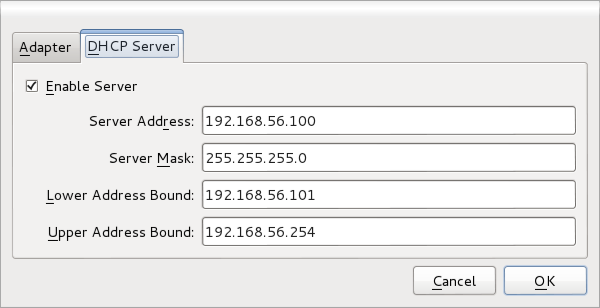 Adapter DHCP Server
Enable Server
Server Address: 192.168.56.100
Server Mask: 255.255.255.0
Lower Address Bound: 192.168.56.101
Upper Address Bound: 192.168.56.254
Cancel OK